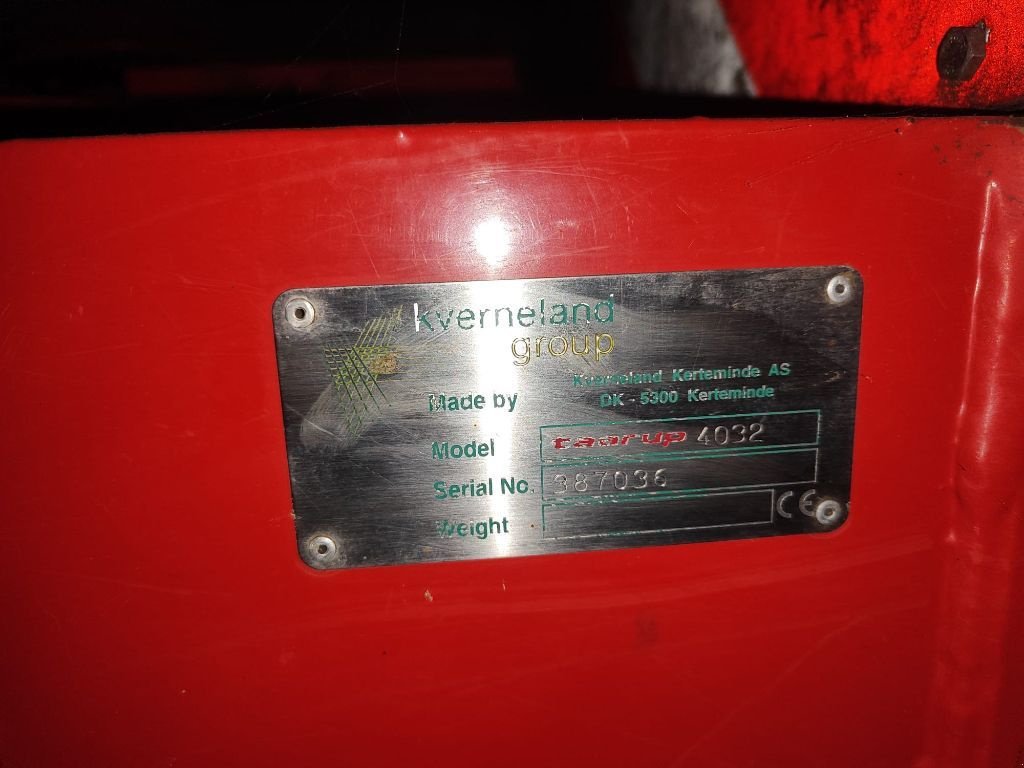 kverneland
group
Made by Kverneland Kerteminde AS
DK - 5300 Kerteminde
Model taarup 4032
Serial No. 387036
Weight CE